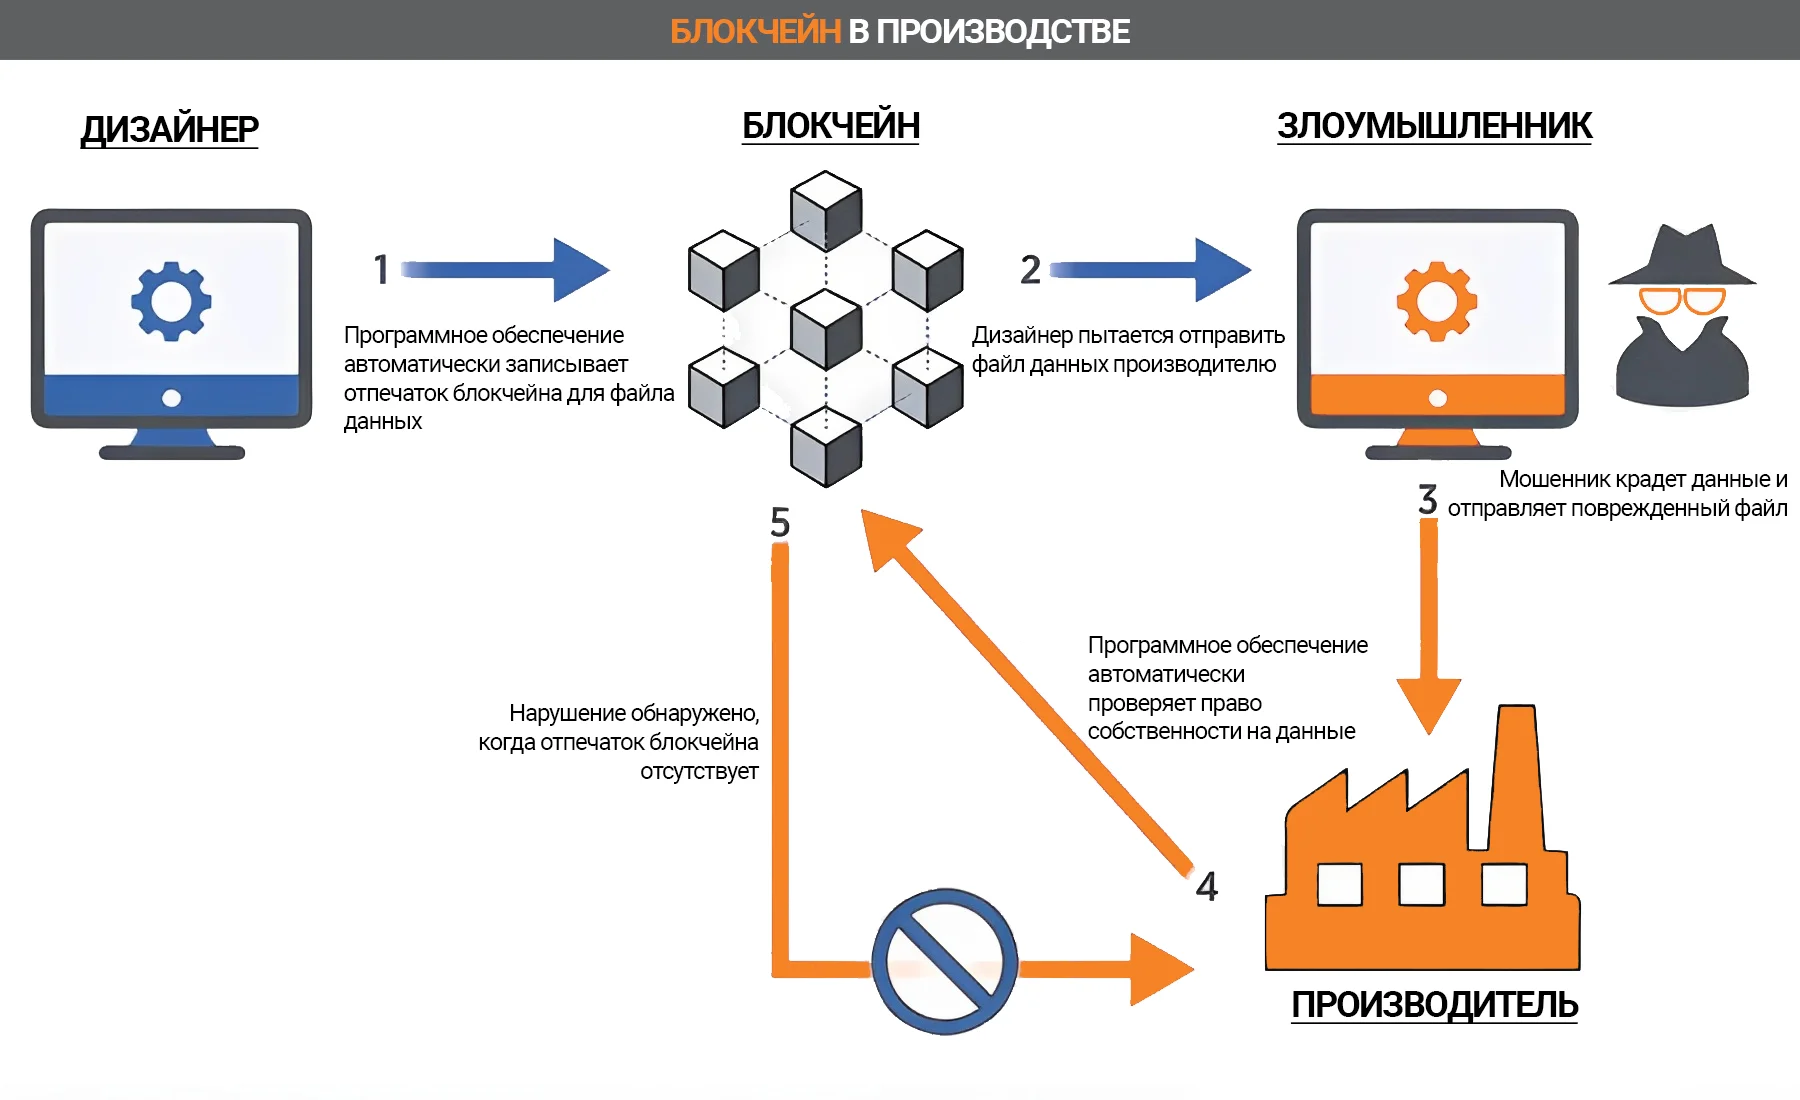 БЛОКЧЕЙН В ПРОИЗВОДСТВЕ
ДИЗАЙНЕР
БЛОКЧЕЙН
ЗЛОУМЫШЛЕННИК
1
Программное обеспечение
автоматически записывает
отпечаток блокчейна для файла
данных
2
Дизайнер пытается отправить
файл данных производителю
3
Мошенник крадет данные и
отправляет поврежденный файл
4
Программное обеспечение
автоматически
проверяет право
собственности на данные
5
Нарушение обнаружено,
когда отпечаток блокчейна
отсутствует
ПРОИЗВОДИТЕЛЬ